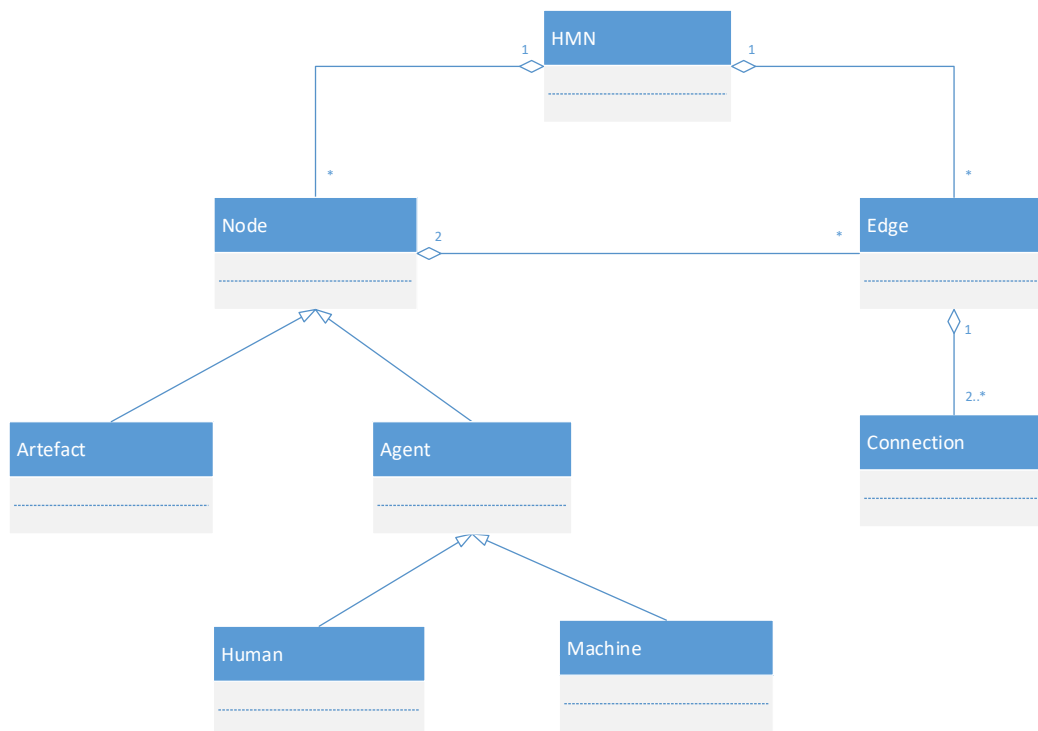 HMN
1
1
*
*
Node
Edge
2
*
1
2..*
Artefact
Agent
Connection
Human
Machine